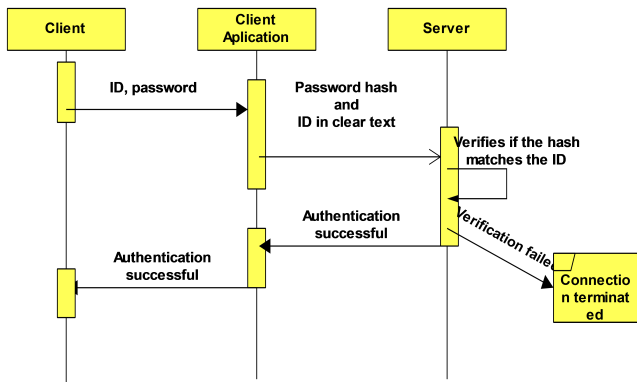 Client
Client
Aplication
Server
ID, password
Password hash
and
ID in clear text
Verifies if the hash
matches the ID
Authentication
successful
Verification failed
Authentication
successful
Connectio
n terminat
ed